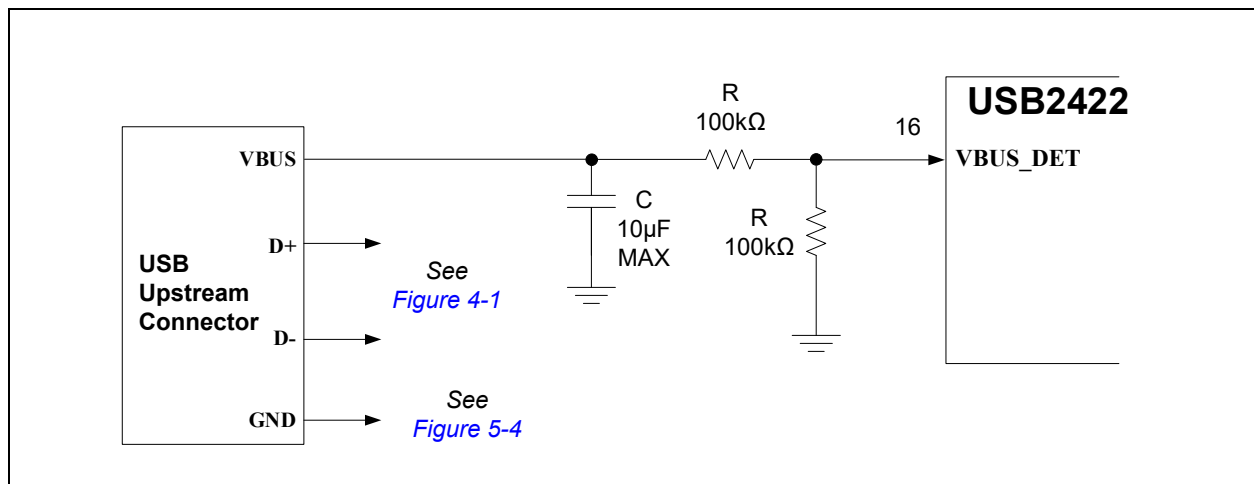 USB2422
R
100kΩ
16
VBUS
VBUS_DET
C
10µF
MAX
R
100kΩ
D+
USB
Upstream
Connector
See
Figure 4-1
D-
GND
See
Figure 5-4